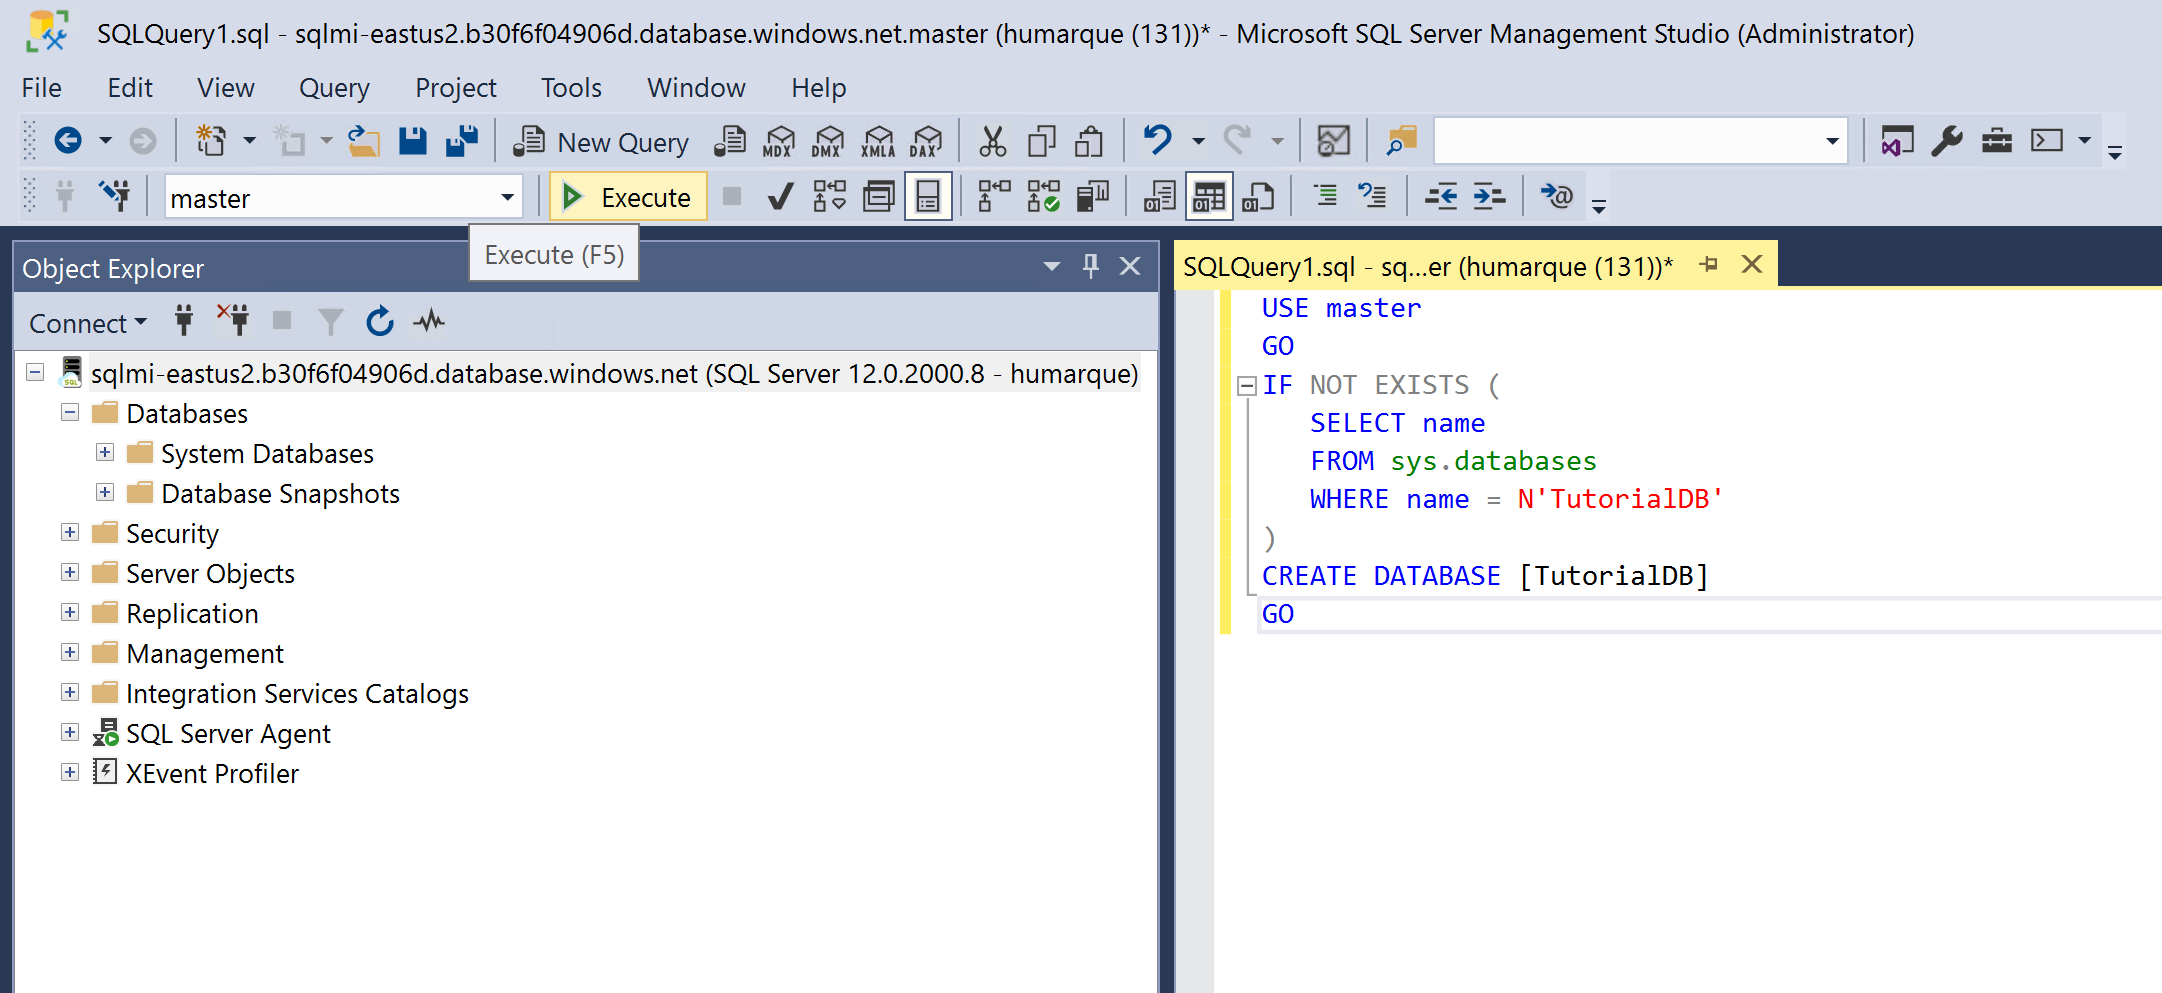 SQLQuery1.sql - sqlmi-eastus2.b30f6f04906d.database.windows.net.master (humarque (131))* - Microsoft SQL Server Management Studio (Administrator)
File Edit View Query Project Tools Window Help
New Query MDX DMX XMLA DAX
master Execute
Execute (F5)
Object Explorer
Connect
sqlmi-eastus2.b30f6f04906d.database.windows.net (SQL Server 12.0.2000.8 - humarque)
Databases
System Databases
Database Snapshots
Security
Server Objects
Replication
Management
Integration Services Catalogs
SQL Server Agent
XEvent Profiler
SQLQuery1.sql - sq...er (humarque (131))*
USE master
GO
IF NOT EXISTS (
SELECT name
FROM sys.databases
WHERE name = N'TutorialDB'
)
CREATE DATABASE [TutorialDB]
GO